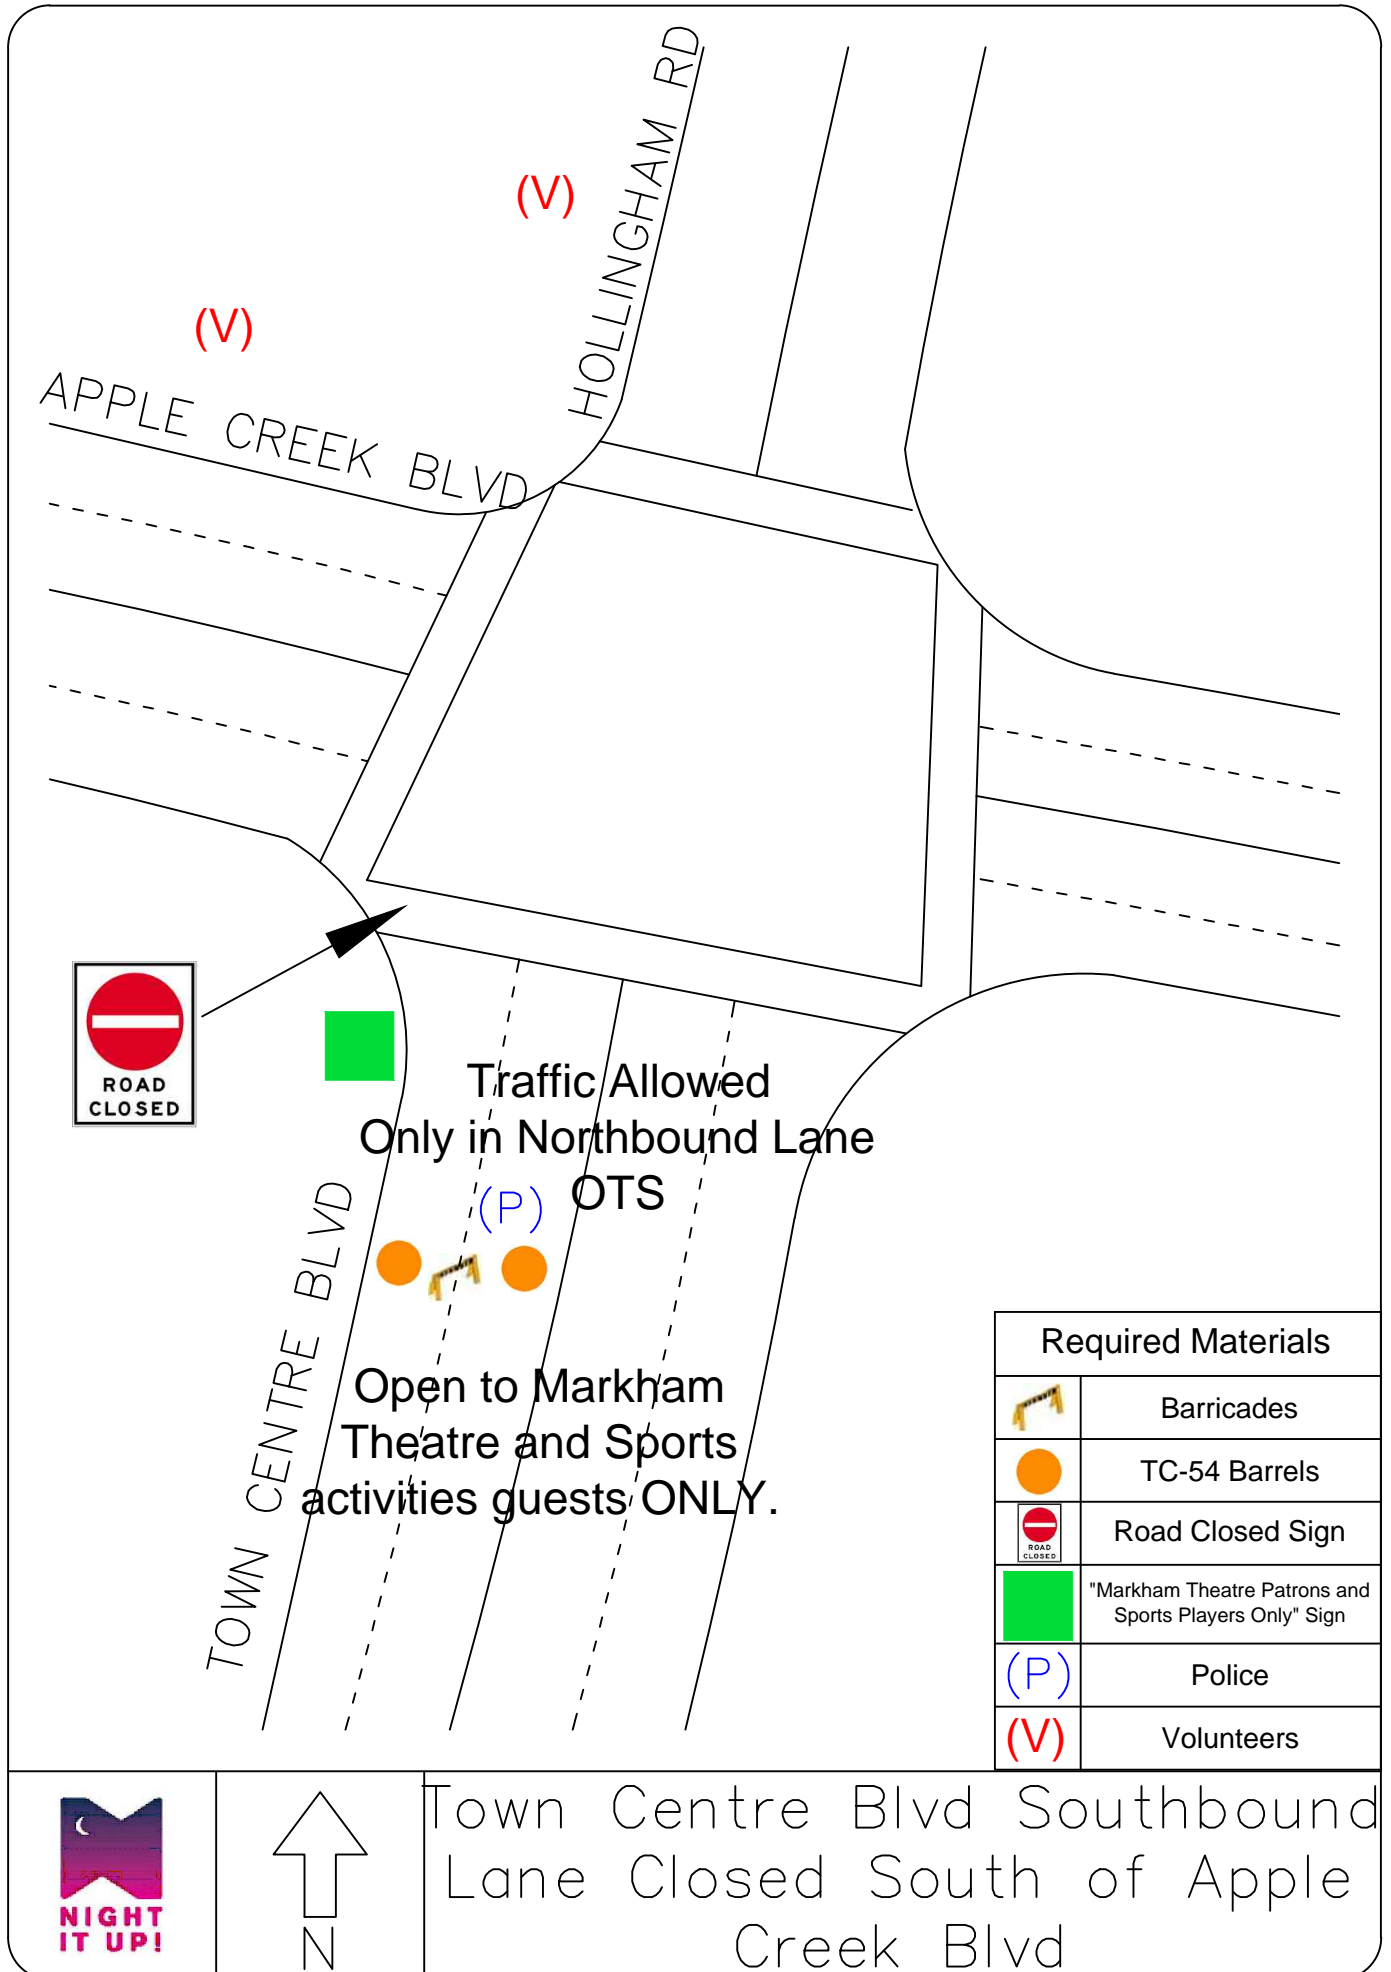 HOLLINGHAM RD
(V)
(V)
APPLE CREEK BLVD
ROAD
CLOSED
Traffic Allowed
Only in Northbound Lane
OTS
(P)
TOWN CENTRE BLVD
Open to Markham
Theatre and Sports
activities guests ONLY.
Required Materials
Barricades
TC-54 Barrels
ROAD
CLOSED
Road Closed Sign
"Markham Theatre Patrons and
Sports Players Only" Sign
(P)
Police
(V)
Volunteers
NIGHT
IT UP!
N
Town Centre Blvd Southbound
Lane Closed South of Apple
Creek Blvd